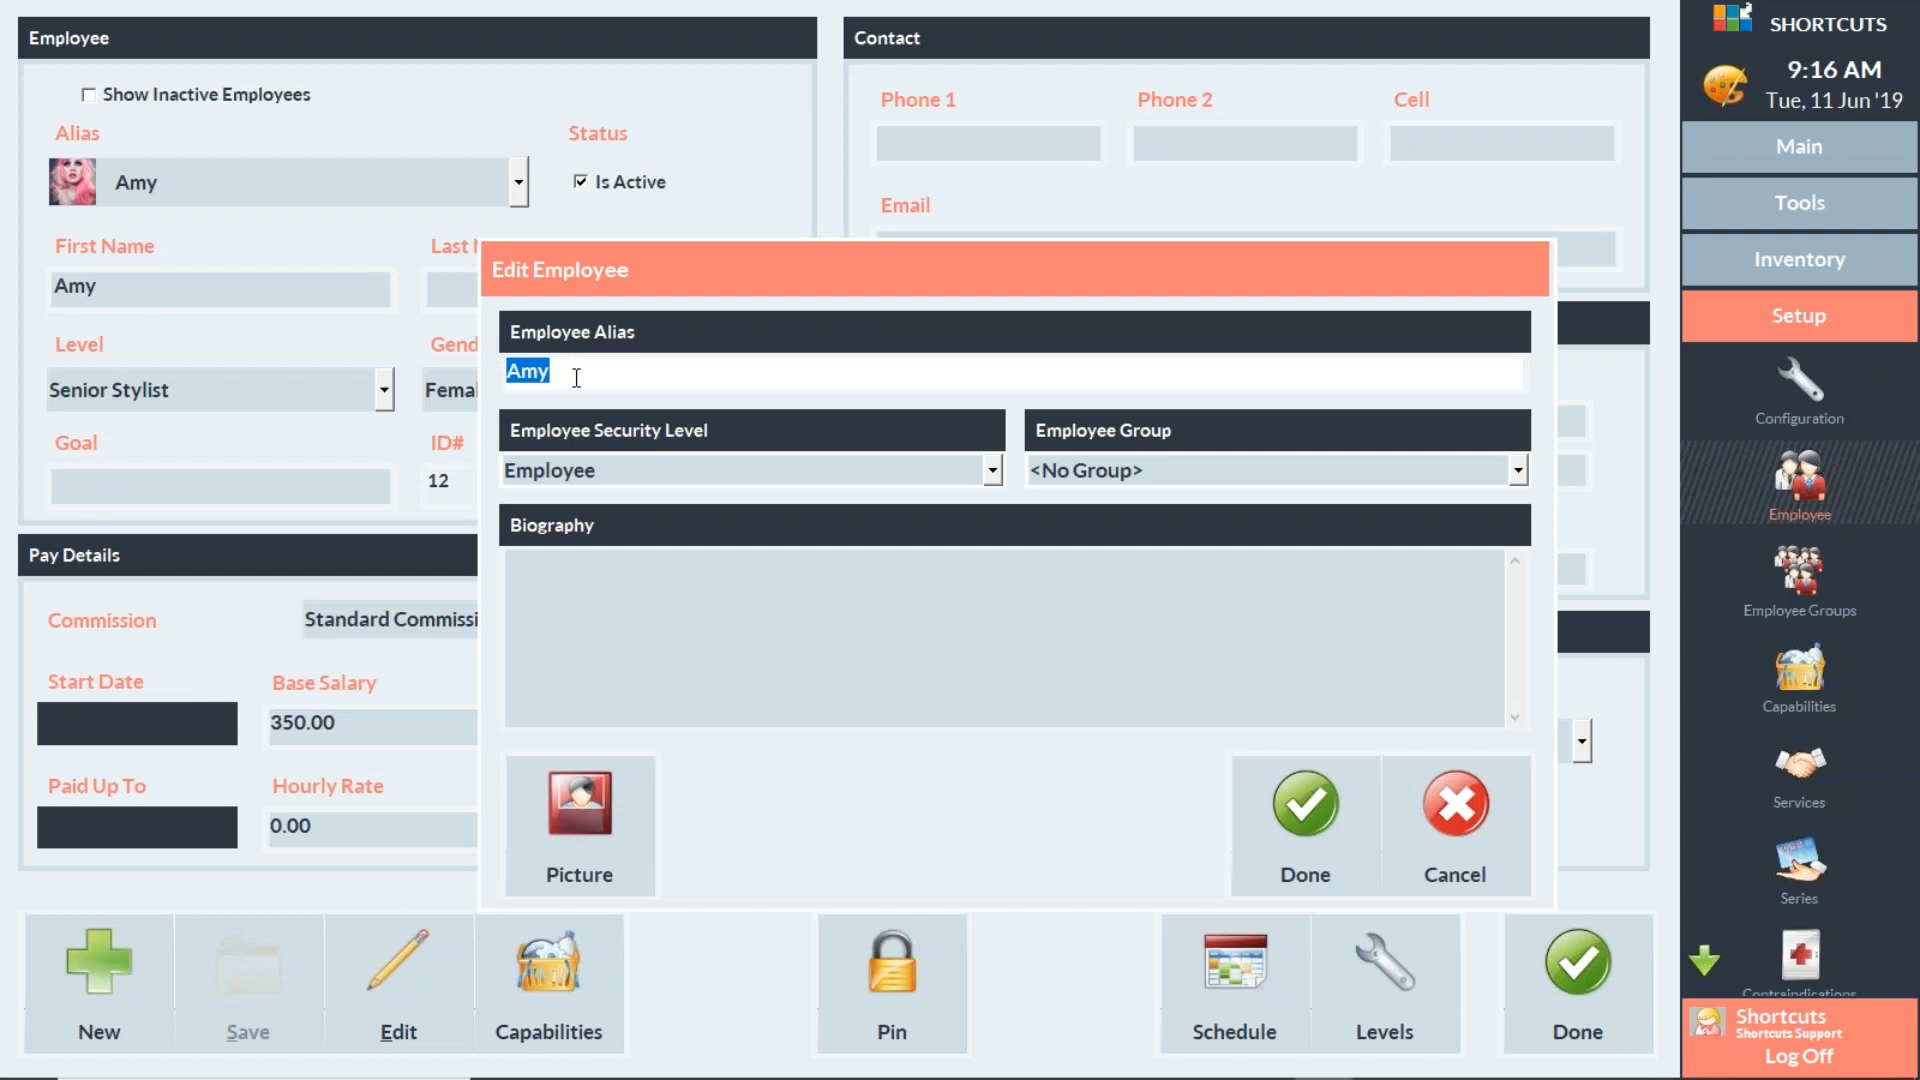 Employee
Show Inactive Employees
Alias
Status
Amy
Is Active
First Name
Last
Amy
Level
Gend
Senior Stylist
Femal
Goal
ID#
12
Pay Details
Commission
Standard Commissi
Start Date
Base Salary
350.00
Paid Up To
Hourly Rate
0.00
Contact
Phone 1
Phone 2
Cell
Email
Edit Employee
Employee Alias
Amy
Employee Security Level
Employee Group
Employee
<No Group>
Biography
Picture
Done
Cancel
New
Save
Edit
Capabilities
Pin
Schedule
Levels
Done
SHORTCUTS
9:16 AM
Tue, 11 Jun '19
Main
Tools
Inventory
Setup
Configuration
Employee
Employee Groups
Capabilities
Services
Series
Contraindications
Shortcuts
Shortcuts Support
Log Off